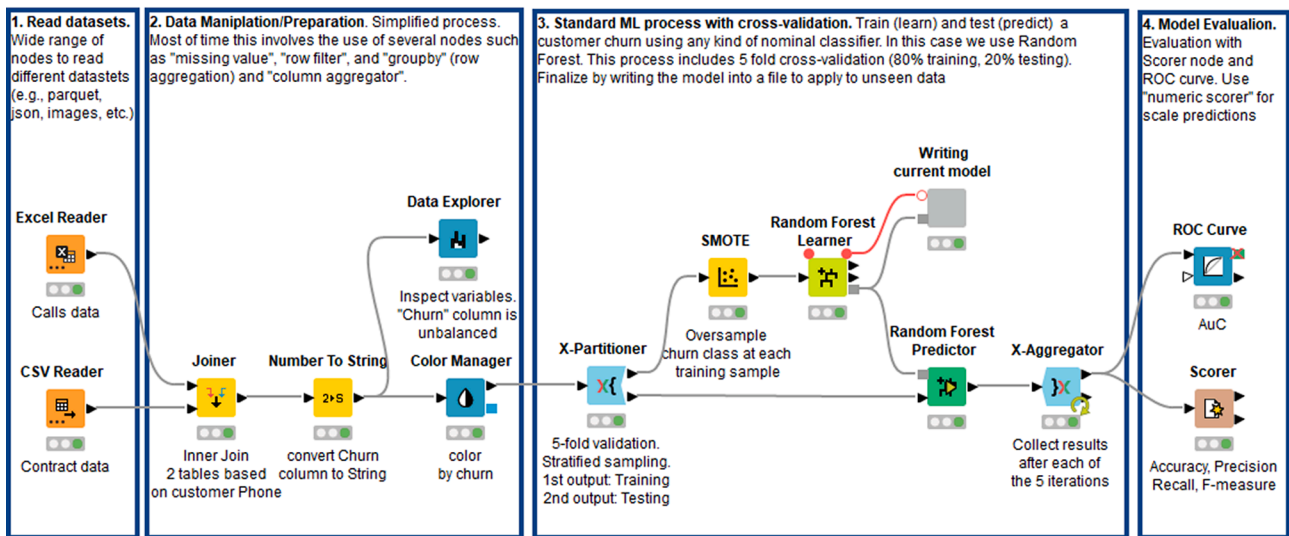 1. Read datasets.
Wide range of
nodes to read
different datastets
(e.g., parquet,
json, images, etc.)
Excel Reader
Calls data
CSV Reader
Contract data
2. Data Maniplation/Preparation. Simplified process.
Most of time this involves the use of several nodes such
as "missing value", "row filter", and "groupby" (row
aggregation) and "column aggregator".
Data Explorer
Inspect variables.
"Churn" column is
unbalanced
Joiner
Inner Join
2 tables based
on customer Phone
Number To String
2▸S
convert Churn
column to String
Color Manager
color
by churn
3. Standard ML process with cross-validation. Train (learn) and test (predict) a
customer churn using any kind of nominal classifier. In this case we use Random
Forest. This process includes 5 fold cross-validation (80% training, 20% testing).
Finalize by writing the model into a file to apply to unseen data
Writing
current model
Random Forest
Learner
SMOTE
Oversample
churn class at each
training sample
X-Partitioner
X{
5-fold validation.
Stratified sampling.
1st output: Training
2nd output: Testing
Random Forest
Predictor
X-Aggregator
}X
Collect results
after each of
the 5 iterations
4. Model Evaluation.
Evaluation with
Scorer node and
ROC curve. Use
"numeric scorer" for
scale predictions
ROC Curve
AuC
Scorer
Accuracy, Precision
Recall, F-measure